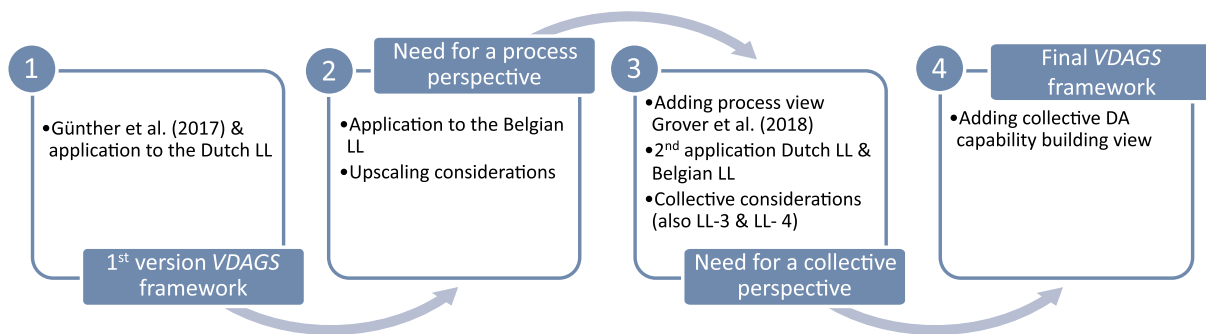 1
•Günther et al. (2017) &
application to the Dutch LL
1st version VDAGS
framework
2
Need for a process
perspective
•Application to the Belgian
LL
•Upscaling considerations
3
•Adding process view
Grover et al. (2018)
•2nd application Dutch LL &
Belgian LL
•Collective considerations
(also LL-3 & LL- 4)
Need for a collective
perspective
4
Final VDAGS
framework
•Adding collective DA
capability building view